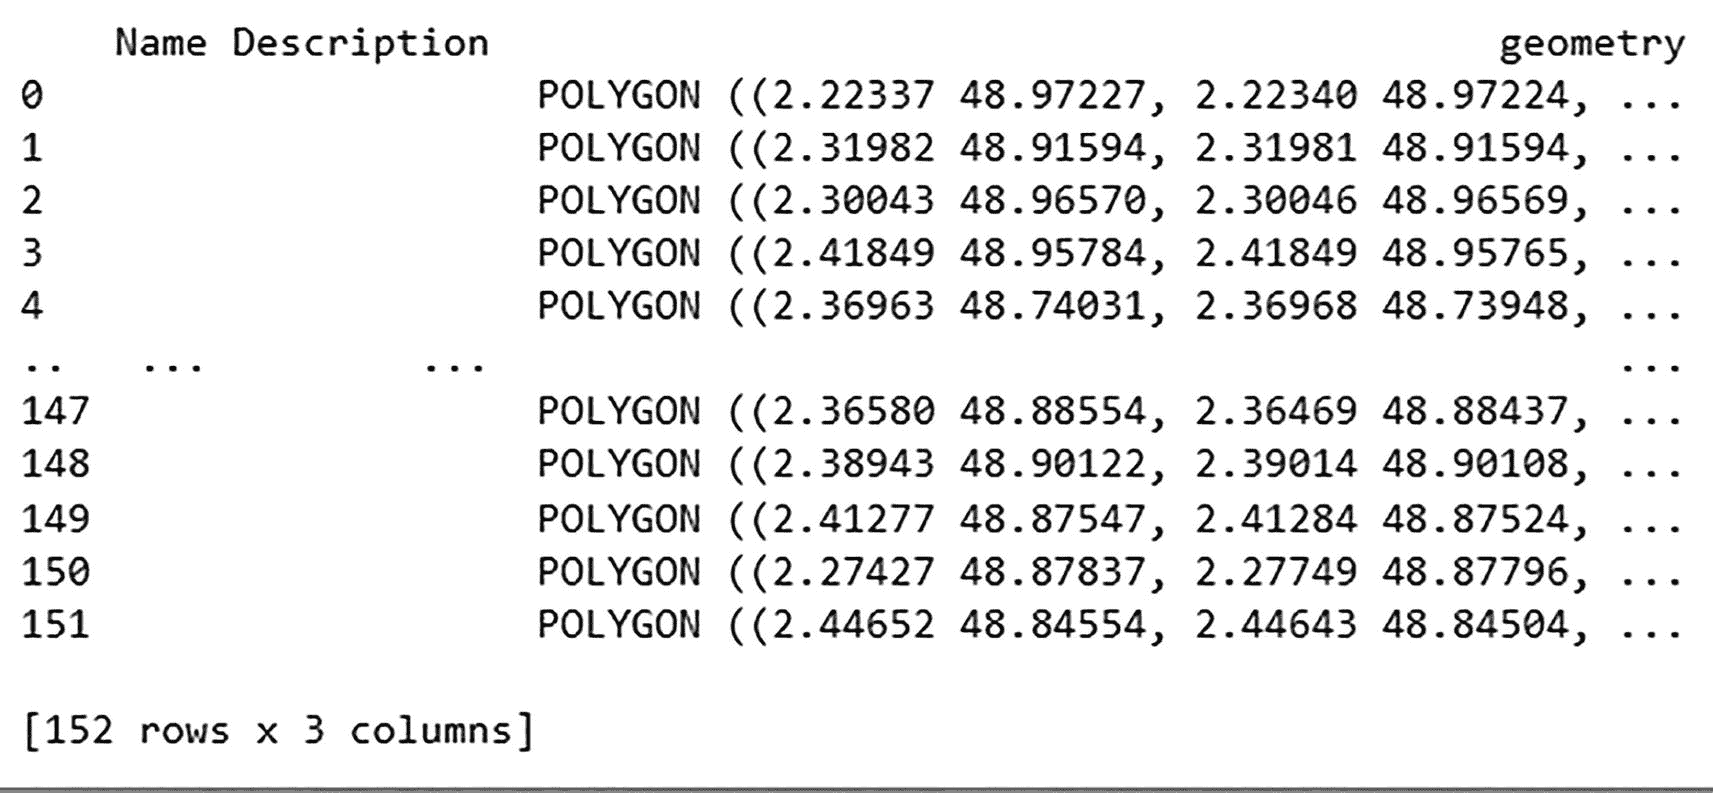 Name Description geometry
0 POLYGON ((2.22337 48.97227, 2.22340 48.97224, ...
1 POLYGON ((2.31982 48.91594, 2.31981 48.91594, ...
2 POLYGON ((2.30043 48.96570, 2.30046 48.96569, ...
3 POLYGON ((2.41849 48.95784, 2.41849 48.95765, ...
4 POLYGON ((2.36963 48.74031, 2.36968 48.73948, ...
.. ... ... ...
147 POLYGON ((2.36580 48.88554, 2.36469 48.88437, ...
148 POLYGON ((2.38943 48.90122, 2.39014 48.90108, ...
149 POLYGON ((2.41277 48.87547, 2.41284 48.87524, ...
150 POLYGON ((2.27427 48.87837, 2.27749 48.87796, ...
151 POLYGON ((2.44652 48.84554, 2.44643 48.84504, ...
[152 rows x 3 columns]